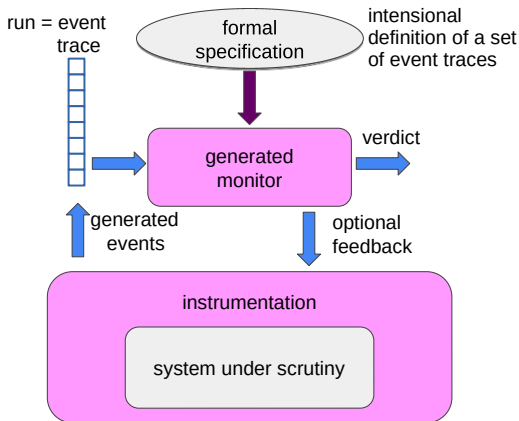 run = event
trace
formal
specification
intensional
definition of a set
of event traces
generated
monitor
verdict
generated
events
optional
feedback
instrumentation
system under scrutiny